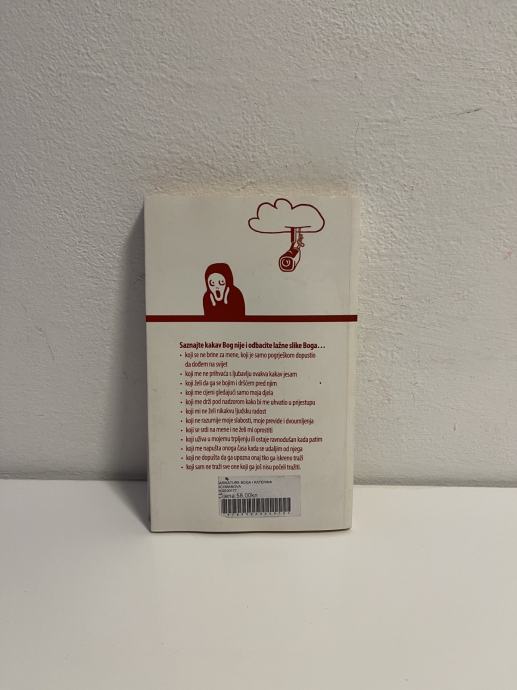 Saznajte kakav Bog nije i odbacite lažne slike Boga...
• koji se ne brine za mene, koji je samo pogreškom dopustio
da dođem na svijet
• koji me ne prihvaća s ljubavlju ovakva kakav jesam
• koji želi da ga se bojim i dršćem pred njim
• koji me cijeni gledajući samo moja djela
• koji me drži pod nadzorom kako bi me uhvatio u prijestupu
• koji mi ne želi nikakvu ljudsku radost
• koji ne razumije moje slabosti, moje previde i dvoumljenja
• koji se srdi na mene i ne želi mi oprostiti
• koji uživa u mojemu trpljenju ili ostaje ravnodušan kada patim
• koji me napušta onoga časa kada se udaljim od njega
• koji ne dopušta da ga upozna onaj tko ga iskreno traži
• koji sam ne traži sve one koji ga još nisu počeli tražiti.
BOGA / KATERINA
Cijena:58,00kn